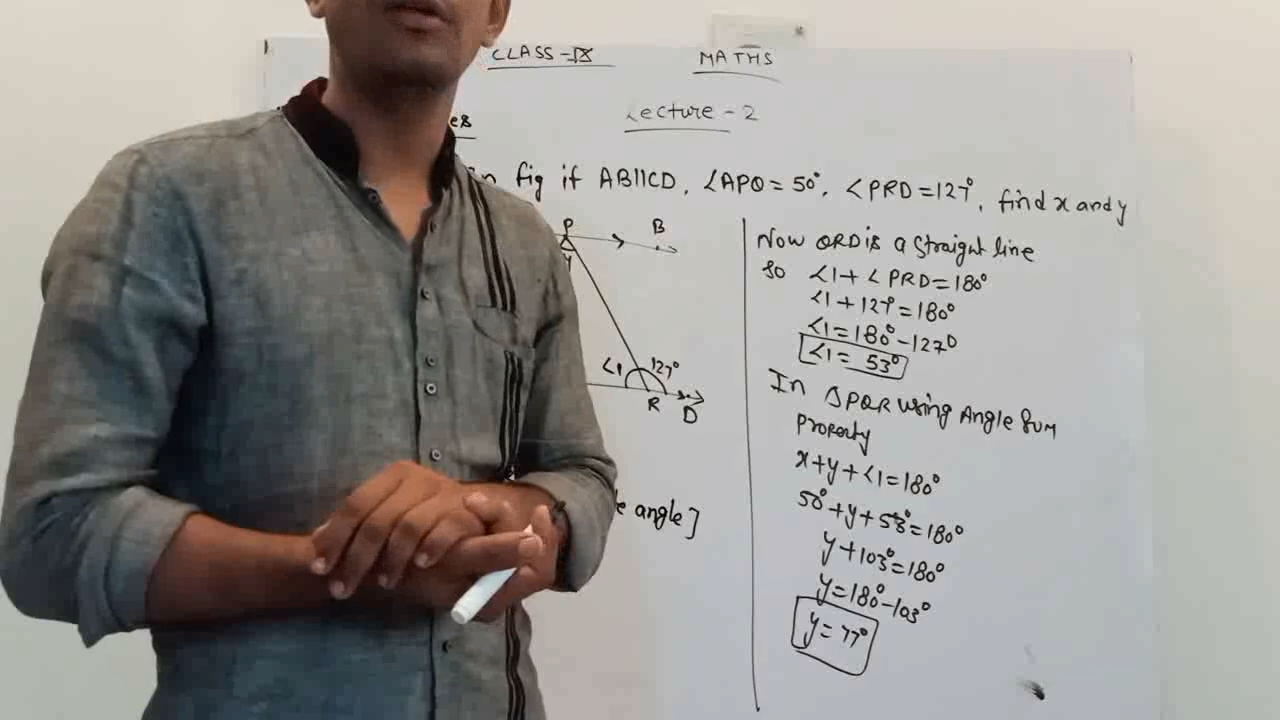 CLASS-IX
MATHS
Lecture - 2
es
In fig if AB||CD, ∠APQ = 50°, ∠PRD = 127°, find x and y
P
B
y
∠1
127°
R
D
e angle]
Now QRD is a straight line
So ∠1 + ∠PRD = 180°
∠1 + 127° = 180°
∠1 = 180° - 127°
∠1 = 53°
In △PQR using Angle Sum
Property
x + y + ∠1 = 180°
50° + y + 53° = 180°
y + 103° = 180°
y = 180° - 103°
y = 77°